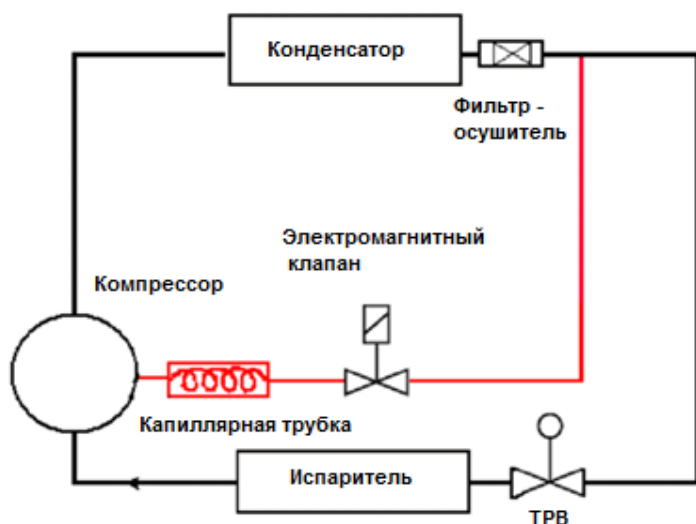 Конденсатор
Фильтр -
осушитель
Электромагнитный
клапан
Компрессор
Капиллярная трубка
Испаритель
ТРВ